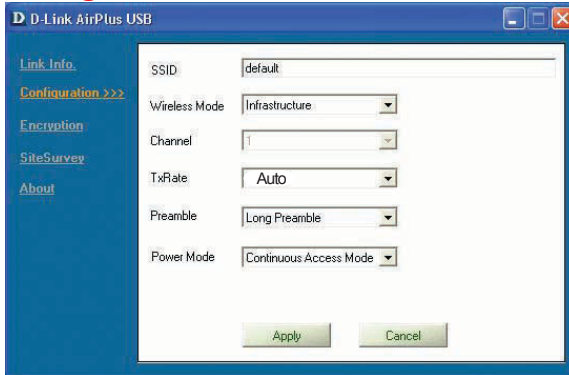 D D-Link AirPlus USB
Link Info.
Configuration >>>
Encryption
SiteSurvey
About
SSID default
Wireless Mode Infrastructure
Channel 1
TxRate Auto
Preamble Long Preamble
Power Mode Continuous Access Mode
Apply Cancel